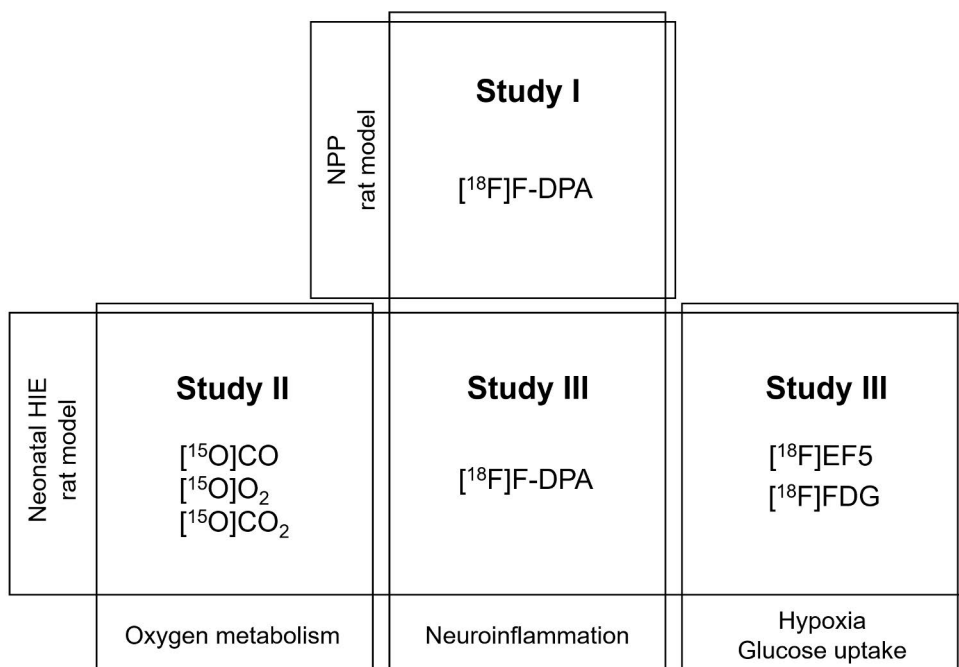 NPP
rat model
Study I
[¹⁸F]F-DPA
Neonatal HIE
rat model
Study II
[¹⁵O]CO
[¹⁵O]O₂
[¹⁵O]CO₂
Study III
[¹⁸F]F-DPA
Study III
[¹⁸F]EF5
[¹⁸F]FDG
Oxygen metabolism
Neuroinflammation
Hypoxia
Glucose uptake